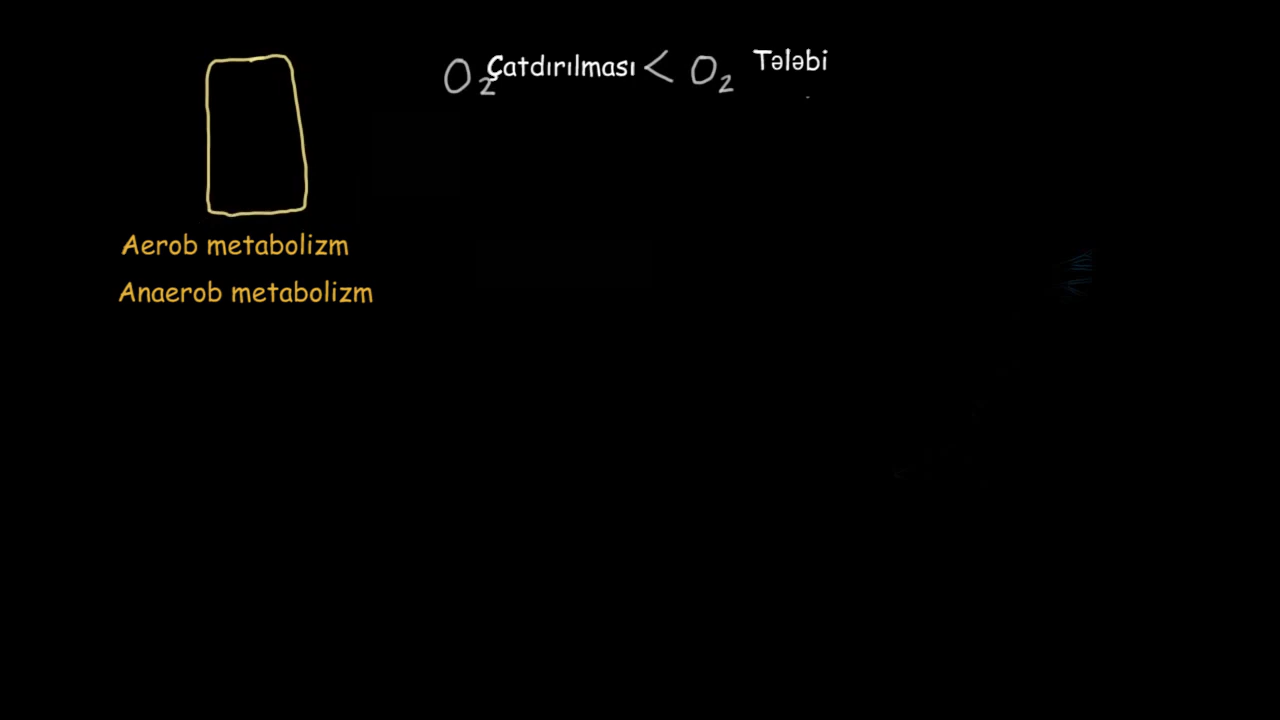 O₂ Çatdırılması < O₂ Tələbi
Aerob metabolizm
Anaerob metabolizm